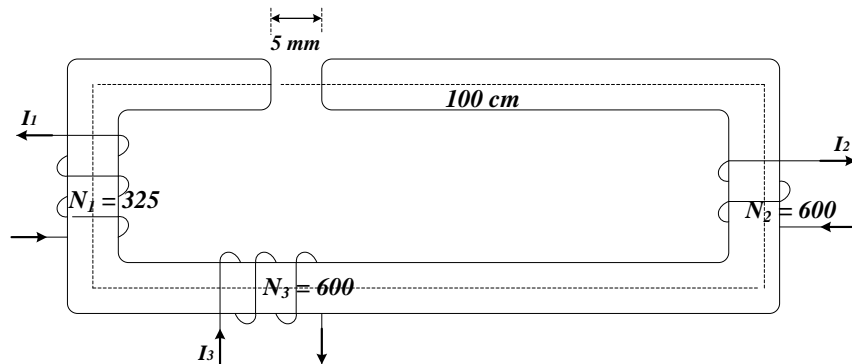 5 mm
100 cm
I1
I2
N1 = 325
N2 = 600
N3 = 600
I3